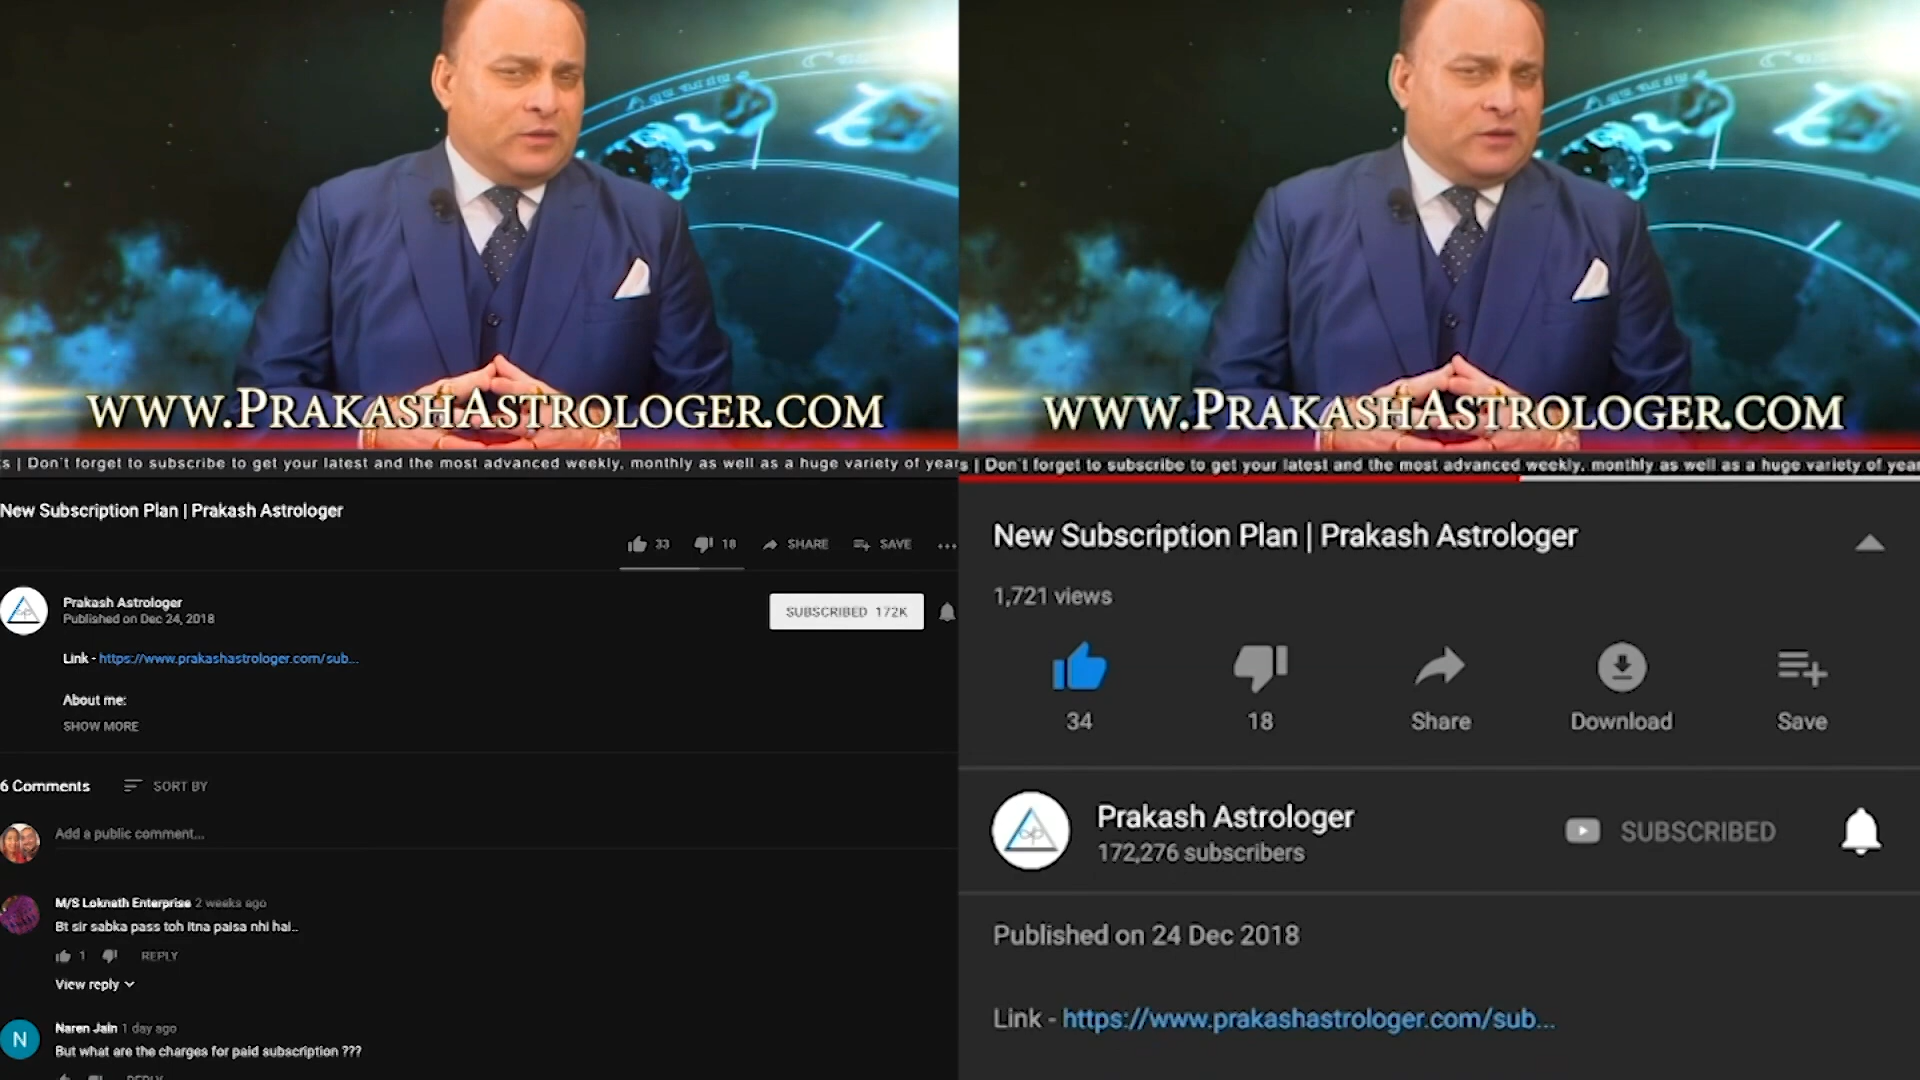 WWW.PRAKASHASTROLOGER.COM
s | Don't forget to subscribe to get your latest and the most advanced weekly, monthly as well as a huge variety of years
New Subscription Plan | Prakash Astrologer
33 18 SHARE SAVE
Prakash Astrologer
Published on Dec 24, 2018
SUBSCRIBED 172K
Link - https://www.prakashastrologer.com/sub...
About me:
SHOW MORE
6 Comments SORT BY
Add a public comment...
M/S Loknath Enterprise 2 weeks ago
Bt sir sabka pass toh itna paisa nhi hai..
1 REPLY
View reply
N
Naren Jain 1 day ago
But what are the charges for paid subscription ???
REPLY
WWW.PRAKASHASTROLOGER.COM
s | Don't forget to subscribe to get your latest and the most advanced weekly, monthly as well as a huge variety of year
New Subscription Plan | Prakash Astrologer
1,721 views
34 18 Share Download Save
Prakash Astrologer
172,276 subscribers
SUBSCRIBED
Published on 24 Dec 2018
Link - https://www.prakashastrologer.com/sub...